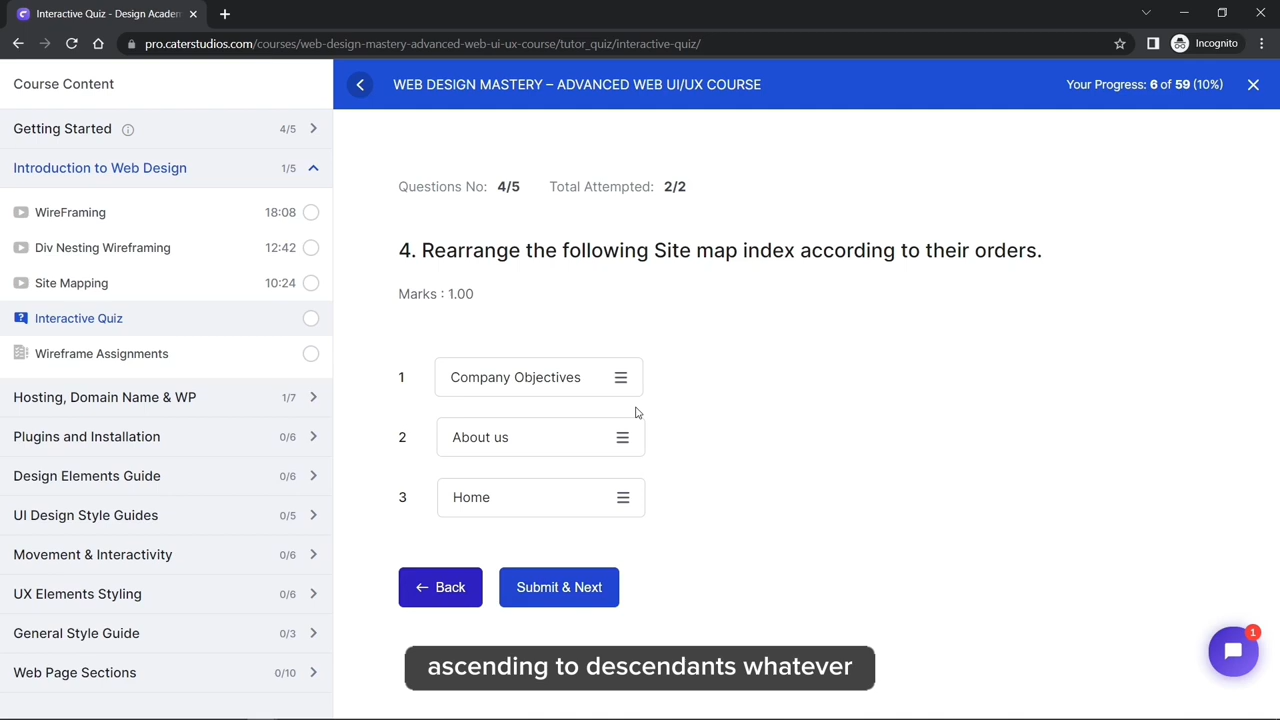 Interactive Quiz - Design Academ
pro.caterstudios.com/courses/web-design-mastery-advanced-web-ui-ux-course/tutor_quiz/interactive-quiz/
Incognito
Course Content
WEB DESIGN MASTERY – ADVANCED WEB UI/UX COURSE
Your Progress: 6 of 59 (10%)
Getting Started 4/5
Introduction to Web Design 1/5
WireFraming 18:08
Div Nesting Wireframing 12:42
Site Mapping 10:24
Interactive Quiz
Wireframe Assignments
Hosting, Domain Name & WP 1/7
Plugins and Installation 0/6
Design Elements Guide 0/6
UI Design Style Guides 0/5
Movement & Interactivity 0/6
UX Elements Styling 0/6
General Style Guide 0/3
Web Page Sections 0/10
Questions No: 4/5 Total Attempted: 2/2
4. Rearrange the following Site map index according to their orders.
Marks : 1.00
1 Company Objectives
2 About us
3 Home
← Back Submit & Next
1
ascending to descendants whatever